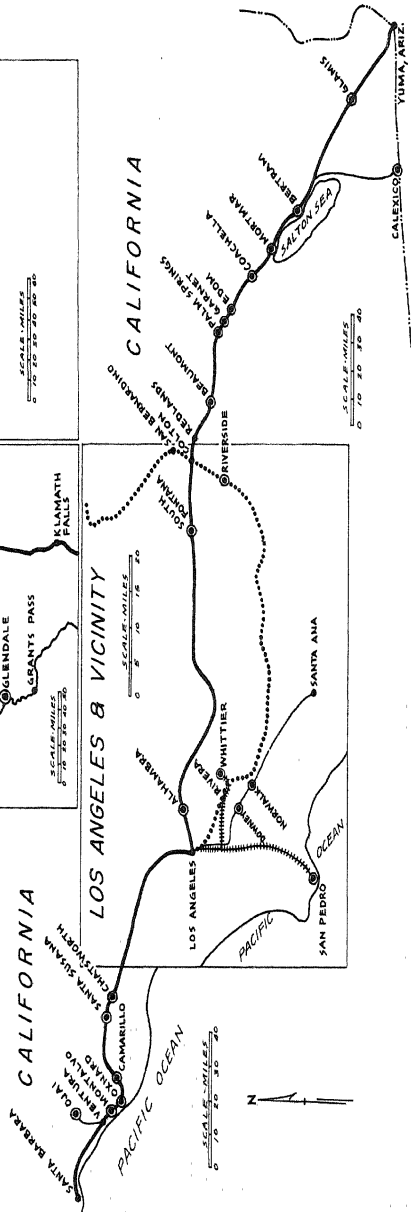 SCALE-MILES
0 10 20 30 40 50 60
GLENDALE
GRANTS PASS
KLAMATH
FALLS
SCALE-MILES
0 10 20 30 40 50
CALIFORNIA
SANTA BARBARA
OJAI
VENTURA
MONTALVO
OXNARD
CAMARILLO
SANTA SUSANA
CHATSWORTH
PACIFIC OCEAN
SCALE-MILES
0 10 20 30 40
N
LOS ANGELES & VICINITY
SCALE-MILES
0 5 10 15 20
LOS ANGELES
ALHAMBRA
RIVERA
WHITTIER
DOWNEY
NORWALK
SANTA ANA
SAN PEDRO
PACIFIC
OCEAN
SOUTH
FONTANA
COLTON
SAN BERNARDINO
REDLANDS
RIVERSIDE
CALIFORNIA
BEAUMONT
PALM SPRINGS
GARNET
EDOM
COACHELLA
MORTMAR
BERTRAM
SALTON SEA
GLAMIS
CALEXICO
YUMA, ARIZ.
SCALE-MILES
0 10 20 30 40